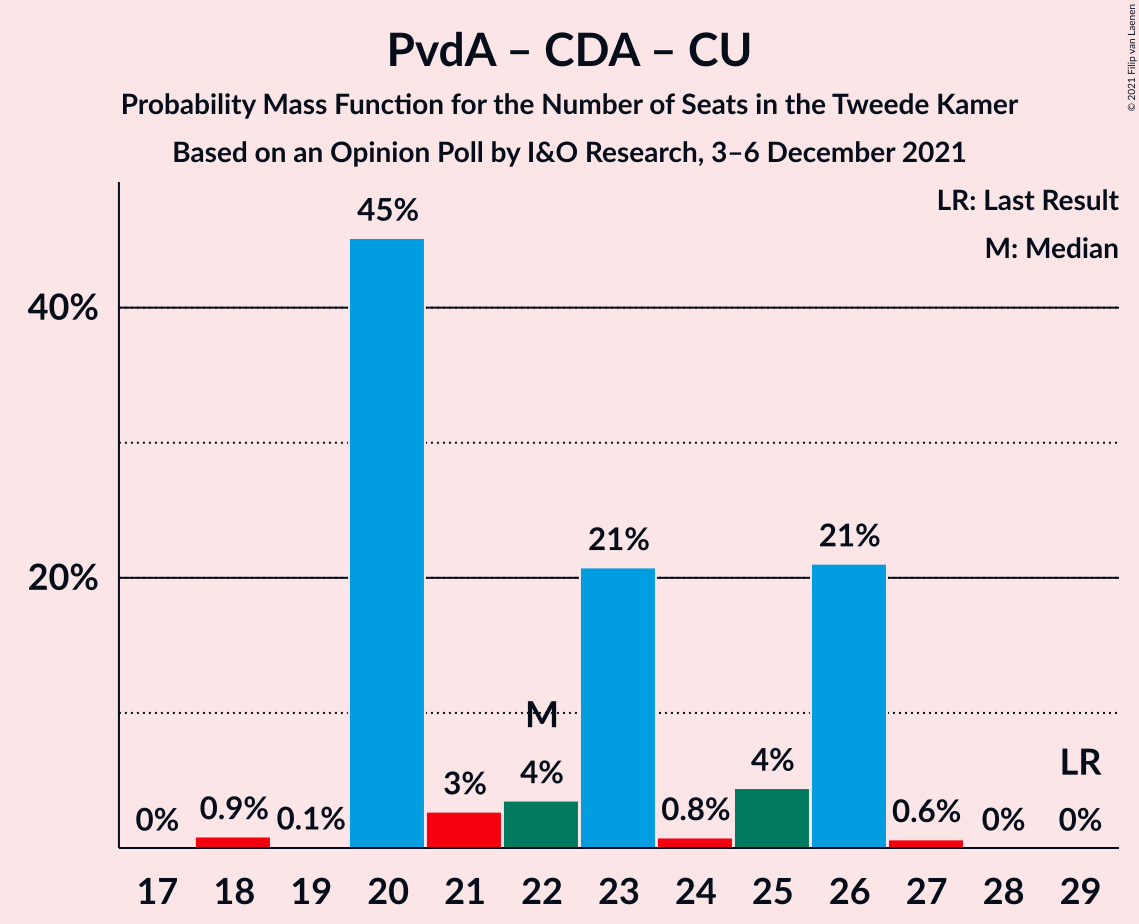 PvdA – CDA – CU
Probability Mass Function for the Number of Seats in the Tweede Kamer
Based on an Opinion Poll by I&O Research, 3–6 December 2021
© 2021 Filip van Laenen
LR: Last Result
M: Median
40%
20%
0%
0.9%
0.1%
45%
3%
M
4%
21%
0.8%
4%
21%
0.6%
0%
LR
0%
17 18 19 20 21 22 23 24 25 26 27 28 29